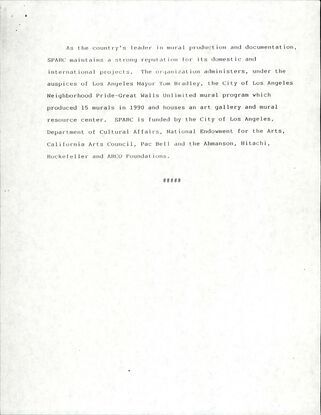 As the country's leader in mural production and documentation,
SPARC maintains a strong reputation for its domestic and
international projects. The organization administers, under the
auspices of Los Angeles Mayor Tom Bradley, the City of Los Angeles
Neighborhood Pride-Great Walls Unlimited mural program which
produced 15 murals in 1990 and houses an art gallery and mural
resource center. SPARC is funded by the City of Los Angeles,
Department of Cultural Affairs, National Endowment for the Arts,
California Arts Council, Pac Bell and the Ahmanson, Hitachi,
Rockefeller and ARCO Foundations.
#####